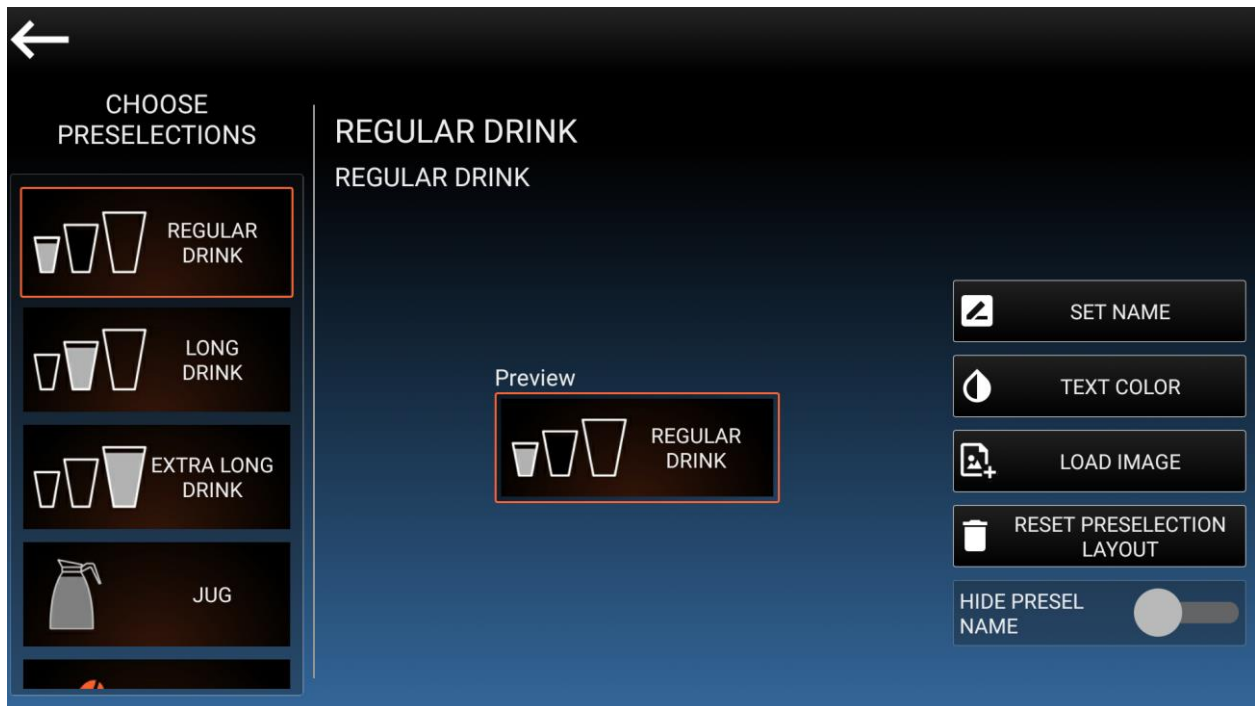 CHOOSE
PRESELECTIONS
REGULAR
DRINK
LONG
DRINK
EXTRA LONG
DRINK
JUG
REGULAR DRINK
REGULAR DRINK
Preview
REGULAR
DRINK
SET NAME
TEXT COLOR
LOAD IMAGE
RESET PRESELECTION
LAYOUT
HIDE PRESEL
NAME